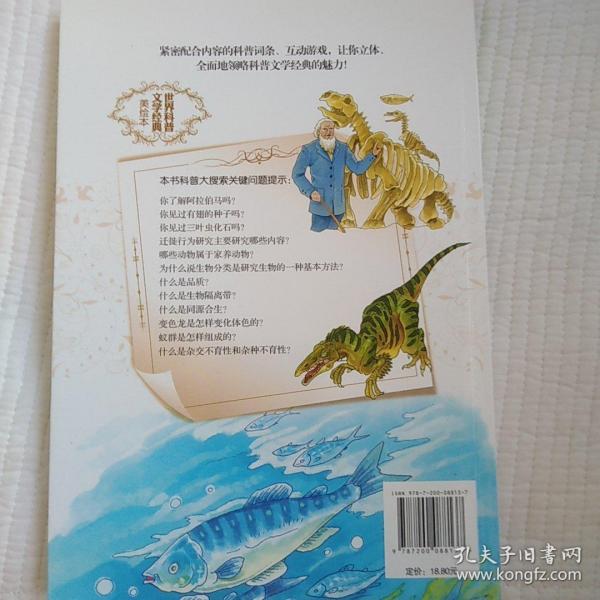 紧密配合内容的科普词条、互动游戏，让你立体、
全面地领略科普文学经典的魅力！
世界科普
文学经典
美绘本
本书科普大搜索关键问题提示：
你了解阿拉伯马吗？
你见过有翅的种子吗？
你见过三叶虫化石吗？
迁徙行为研究主要研究哪些内容？
哪些动物属于家养动物？
为什么说生物分类是研究生物的一种基本方法？
什么是品质？
什么是生物隔离带？
什么是同源合生？
变色龙是怎样变化体色的？
蚁群是怎样组成的？
什么是杂交不育性和杂种不育性？
ISBN 978-7-200-08813-7
9 787200 088
定价：18.80元
孔夫子旧书网
www.kongfz.com